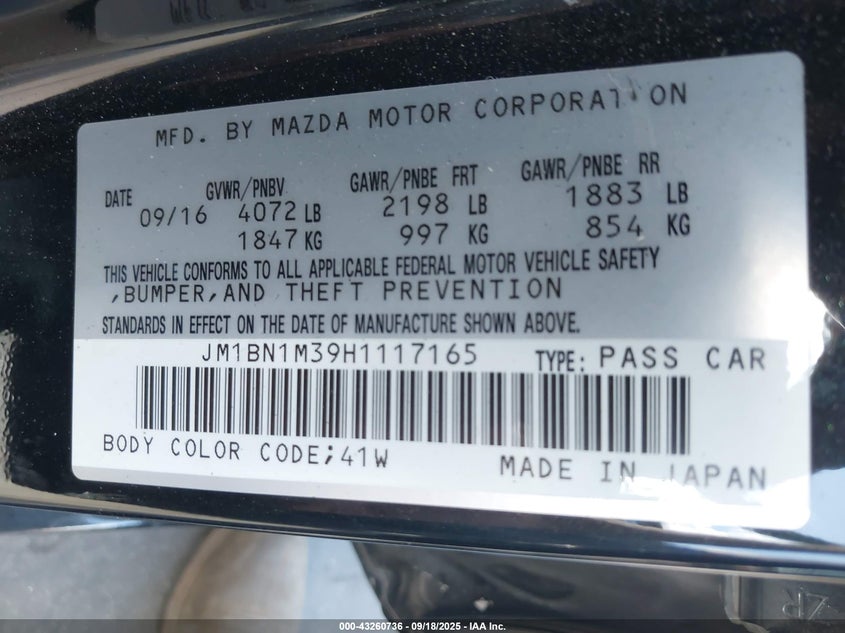 MFD. BY MAZDA MOTOR CORPORATION
DATE GVWR/PNBV GAWR/PNBE FRT GAWR/PNBE RR
09/16 4072 LB 2198 LB 1883 LB
1847 KG 997 KG 854 KG
THIS VEHICLE CONFORMS TO ALL APPLICABLE FEDERAL MOTOR VEHICLE SAFETY
,BUMPER,AND THEFT PREVENTION
STANDARDS IN EFFECT ON THE DATE OF MANUFACTURE SHOWN ABOVE.
JM1BN1M39H1117165 TYPE: PASS CAR
BODY COLOR CODE;41W MADE IN JAPAN
000-43260736 - 09/18/2025 - IAA Inc.